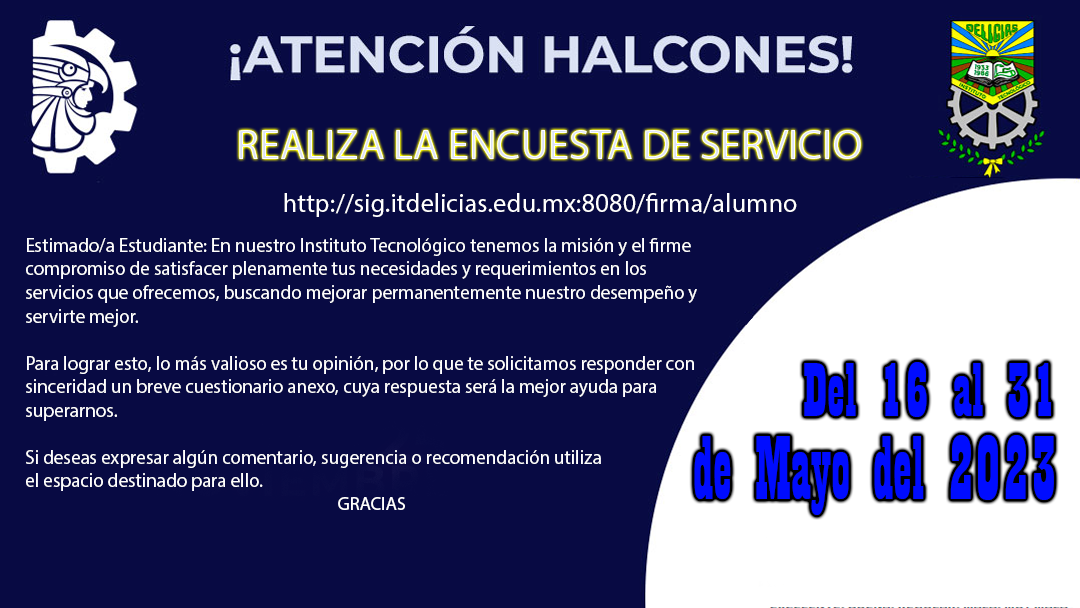 ¡ATENCIÓN HALCONES!
DELICIAS
1933
1986
INSTITUTO TECNOLÓGICO
REALIZA LA ENCUESTA DE SERVICIO
http://sig.itdelicias.edu.mx:8080/firma/alumno
Estimado/a Estudiante: En nuestro Instituto Tecnológico tenemos la misión y el firme
compromiso de satisfacer plenamente tus necesidades y requerimientos en los
servicios que ofrecemos, buscando mejorar permanentemente nuestro desempeño y
servirte mejor.
Para lograr esto, lo más valioso es tu opinión, por lo que te solicitamos responder con
sinceridad un breve cuestionario anexo, cuya respuesta será la mejor ayuda para
superarnos.
Si deseas expresar algún comentario, sugerencia o recomendación utiliza
el espacio destinado para ello.
GRACIAS
Del 16 al 31
de Mayo del 2023